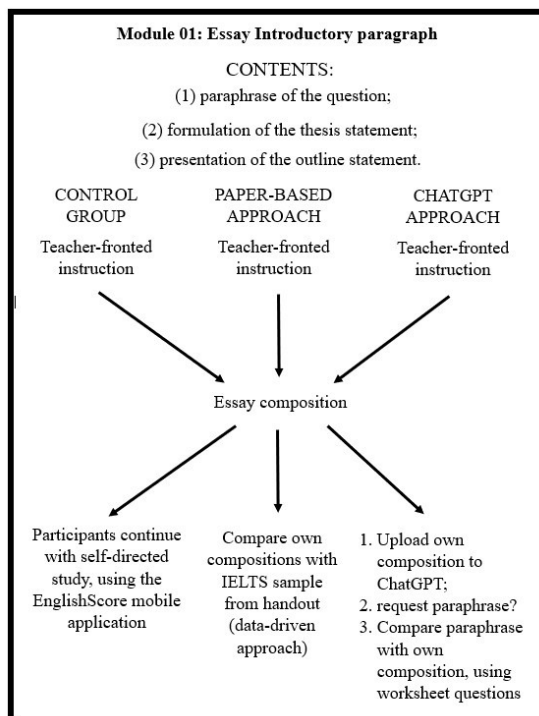 Module 01: Essay Introductory paragraph
CONTENTS:
(1) paraphrase of the question;
(2) formulation of the thesis statement;
(3) presentation of the outline statement.
CONTROL
GROUP
Teacher-fronted
instruction
PAPER-BASED
APPROACH
Teacher-fronted
instruction
CHATGPT
APPROACH
Teacher-fronted
instruction
Essay composition
Participants continue
with self-directed
study, using the
EnglishScore mobile
application
Compare own
compositions with
IELTS sample
from handout
(data-driven
approach)
1. Upload own
composition to
ChatGPT;
2. request paraphrase?
3. Compare paraphrase
with own
composition, using
worksheet questions